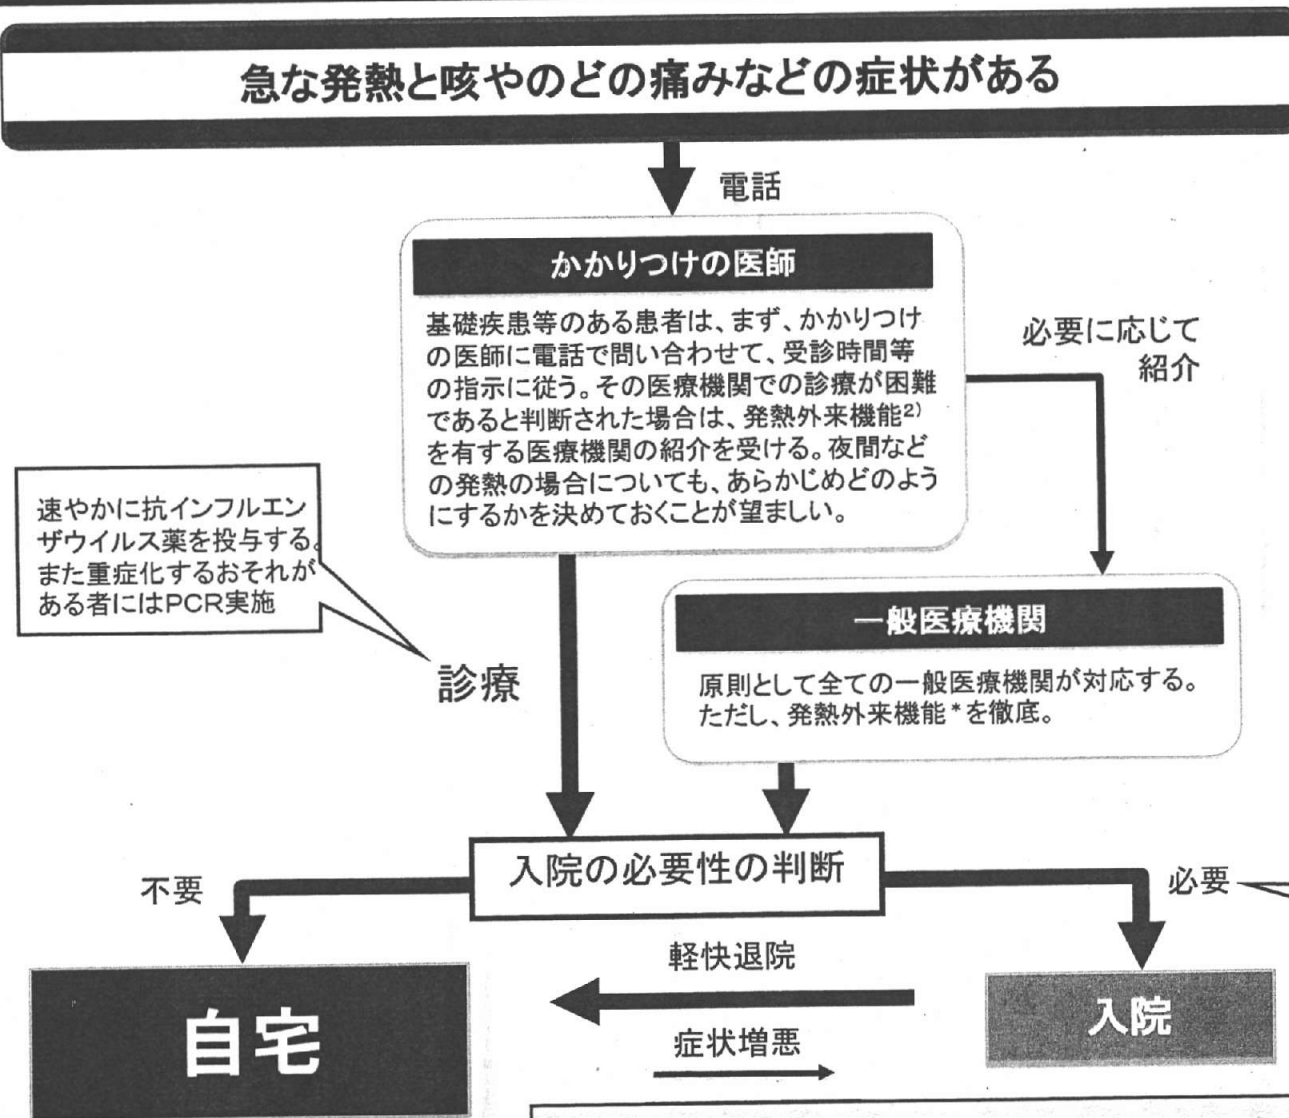 急な発熱と咳やのどの痛みなどの症状がある
電話
かかりつけの医師
基礎疾患等のある患者は、まず、かかりつけ
の医師に電話で問い合わせて、受診時間等
の指示に従う。その医療機関での診療が困難
であると判断された場合は、発熱外来機能2)
を有する医療機関の紹介を受ける。夜間など
の発熱の場合についても、あらかじめどのよう
にするかを決めておくことが望ましい。
必要に応じて
紹介
速やかに抗インフルエン
ザウイルス薬を投与する。
また重症化するおそれが
ある者にはPCR実施
診療
一般医療機関
原則として全ての一般医療機関が対応する。
ただし、発熱外来機能*を徹底。
入院の必要性の判断
不要
必要
軽快退院
自宅
入院
症状増悪